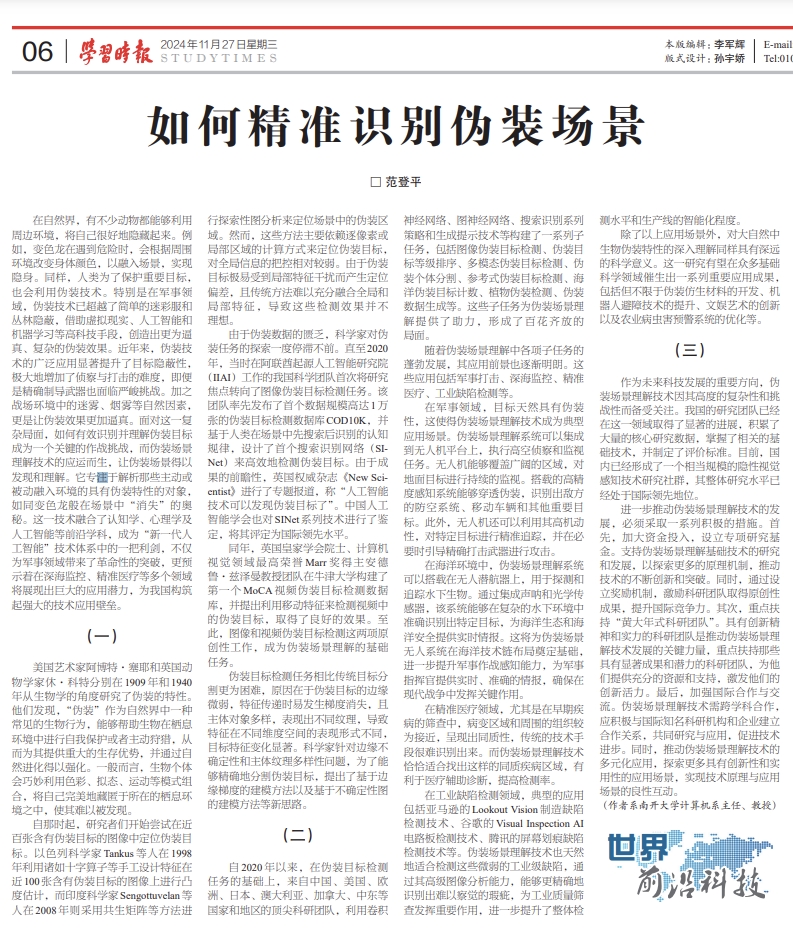 06
學習時報
2024年11月27日星期三
STUDYTIMES
本版编辑：李军辉
版式设计：孙宇娇
E-mail
Tel:010
如何精准识别伪装场景
□ 范登平
在自然界，有不少动物都能够利用
周边环境，将自己很好地隐藏起来。例
如，变色龙在遇到危险时，会根据周围
环境改变身体颜色，以融入场景，实现
隐身。同样，人类为了保护重要目标，
也会利用伪装技术。特别是在军事领
域，伪装技术已超越了简单的迷彩服和
丛林隐蔽，借助虚拟现实、人工智能和
机器学习等高科技手段，创造出更为逼
真、复杂的伪装效果。近年来，伪装技
术的广泛应用显著提升了目标隐蔽性，
极大地增加了侦察与打击的难度，即便
是精确制导武器也面临严峻挑战。加之
战场环境中的迷雾、烟雾等自然因素，
更是让伪装效果更加逼真。面对这一复
杂局面，如何有效识别并理解伪装目标
成为一个关键的作战挑战，而伪装场景
理解技术的应运而生，让伪装场景得以
发现和理解。它专注于解析那些主动或
被动融入环境的具有伪装特性的对象，
如同变色龙般在场景中“消失”的奥
秘。这一技术融合了认知学、心理学及
人工智能等前沿学科，成为“新一代人
工智能”技术体系中的一把利剑，不仅
为军事领域带来了革命性的突破，更预
示着在深海监控、精准医疗等多个领域
将展现出巨大的应用潜力，为我国构筑
起强大的技术应用壁垒。
（一）
美国艺术家阿博特·塞耶和英国动
物学家休·科特分别在1909年和1940
年从生物学的角度研究了伪装的特性。
他们发现，“伪装”作为自然界中一种
常见的生物行为，能够帮助生物在栖息
环境中进行自我保护或者主动狩猎，从
而为其提供重大的生存优势，并通过自
然进化得以强化。一般而言，生物个体
会巧妙利用色彩、拟态、运动等模式组
合，将自己完美地藏匿于所在的栖息环
境之中，使其难以被发现。
自那时起，研究者们开始尝试在近
百张含有伪装目标的图像中定位伪装目
标。以色列科学家Tankus等人在1998
年利用诸如十字算子等手工设计特征在
近100张含有伪装目标的图像上进行凸
度估计，而印度科学家Sengottuvelan等
人在2008年则采用共生矩阵等方法进
行探索性图分析来定位场景中的伪装区
域。然而，这些方法主要依赖逐像素或
局部区域的计算方式来定位伪装目标，
对全局信息的把控相对较弱。由于伪装
目标极易受到局部特征干扰而产生定位
偏差，且传统方法难以充分融合全局和
局部特征，导致这些检测效果并不
理想。
由于伪装数据的匮乏，科学家对伪
装任务的探索一度停滞不前。直至2020
年，当时在阿联酋起源人工智能研究院
（IIAI）工作的我国科学团队首次将研究
焦点转向了图像伪装目标检测任务。该
团队率先发布了首个数据规模高达1万
张的伪装目标检测数据库COD10K，并
基于人类在场景中先搜索后识别的认知
规律，设计了首个搜索识别网络（SI-
Net）来高效地检测伪装目标。由于成
果的前瞻性，英国权威杂志《New Sci-
entist》进行了专题报道，称“人工智能
技术可以发现伪装目标了”。中国人工
智能学会也对SINet系列技术进行了鉴
定，将其评定为国际领先水平。
同年，英国皇家学会院士、计算机
视觉领域最高荣誉Marr奖得主安德
鲁·兹泽曼教授团队在牛津大学构建了
第一个MoCA视频伪装目标检测数据
库，并提出利用移动特征来检测视频中
的伪装目标，取得了良好的效果。至
此，图像和视频伪装目标检测这两项原
创性工作，成为伪装场景理解的基础
任务。
伪装目标检测任务相比传统目标分
割更为困难，原因在于伪装目标的边缘
微弱，特征传递时易发生梯度消失，且
主体对象多样，表现出不同纹理，导致
特征在不同维度空间的表现形式不同，
目标特征变化显著。科学家针对边缘不
确定性和主体纹理多样性问题，为了能
够精确地分割伪装目标，提出了基于边
缘梯度的建模方法以及基于不确定性图
的建模方法等新思路。
（二）
自2020年以来，在伪装目标检测
任务的基础上，来自中国、美国、欧
洲、日本、澳大利亚、加拿大、中东等
国家和地区的顶尖科研团队，利用卷积
神经网络、图神经网络、搜索识别系列
策略和生成提示技术等构建了一系列子
任务，包括图像伪装目标检测、伪装目
标等级排序、多模态伪装目标检测、伪
装个体分割、参考式伪装目标检测、海
洋伪装目标计数、植物伪装检测、伪装
数据生成等。这些子任务为伪装场景理
解提供了助力，形成了百花齐放的
局面。
随着伪装场景理解中各项子任务的
蓬勃发展，其应用前景也逐渐明朗。这
些应用包括军事打击、深海监控、精准
医疗、工业缺陷检测等。
在军事领域，目标天然具有伪装
性，这使得伪装场景理解技术成为典型
应用场景。伪装场景理解系统可以集成
到无人机平台上，执行高空侦察和监视
任务。无人机能够覆盖广阔的区域，对
地面目标进行持续的监视。搭载的高精
度感知系统能够穿透伪装，识别出敌方
的防空系统、移动车辆和其他重要目
标。此外，无人机还可以利用其高机动
性，对特定目标进行精准追踪，并在必
要时引导精确打击武器进行攻击。
在海洋环境中，伪装场景理解系统
可以搭载在无人潜航器上，用于探测和
追踪水下生物。通过集成声呐和光学传
感器，该系统能够在复杂的水下环境中
准确识别出特定目标，为海洋生态和海
洋安全提供实时情报。这将为伪装场景
无人系统在海洋技术链布局奠定基础，
进一步提升军事作战感知能力，为军事
指挥官提供实时、准确的情报，确保在
现代战争中发挥关键作用。
在精准医疗领域，尤其是在早期疾
病的筛查中，病变区域和周围的组织较
为接近，呈现出同质性，传统的技术手
段很难识别出来。而伪装场景理解技术
恰恰适合找出这样的同质疾病区域，有
利于医疗辅助诊断，提高检测率。
在工业缺陷检测领域，典型的应用
包括亚马逊的Lookout Vision制造缺陷
检测技术、谷歌的Visual Inspection AI
电路板检测技术、腾讯的屏幕划痕缺陷
检测技术等。伪装场景理解技术也天然
地适合检测这些微弱的工业级缺陷，通
过其高级图像分析能力，能够更精确地
识别出难以察觉的瑕疵，为工业质量筛
查发挥重要作用，进一步提升了整体检
测水平和生产线的智能化程度。
除了以上应用场景外，对大自然中
生物伪装特性的深入理解同样具有深远
的科学意义。这一研究有望在众多基础
科学领域催生出一系列重要应用成果，
包括但不限于伪装仿生材料的开发、机
器人避障技术的提升、文娱艺术的创新
以及农业病虫害预警系统的优化等。
（三）
作为未来科技发展的重要方向，伪
装场景理解技术因其高度的复杂性和挑
战性而备受关注。我国的研究团队已经
在这一领域取得了显著的进展，积累了
大量的核心研究数据，掌握了相关的基
础技术，并制定了评价标准。目前，国
内已经形成了一个相当规模的隐性视觉
感知技术研究社群，其整体研究水平已
经处于国际领先地位。
进一步推动伪装场景理解技术的发
展，必须采取一系列积极的措施。首
先，加大资金投入，设立专项研究基
金。支持伪装场景理解基础技术的研究
和发展，以探索更多的原理机制，推动
技术的不断创新和突破。同时，通过设
立奖励机制，激励科研团队取得原创性
成果，提升国际竞争力。其次，重点扶
持“黄大年式科研团队”。具有创新精
神和实力的科研团队是推动伪装场景理
解技术发展的关键力量，重点扶持那些
具有显著成果和潜力的科研团队，为他
们提供充分的资源和支持，激发他们的
创新活力。最后，加强国际合作与交
流。伪装场景理解技术需跨学科合作，
应积极与国际知名科研机构和企业建立
合作关系，共同研究与应用，促进技术
进步。同时，推动伪装场景理解技术的
多元化应用，探索更多具有创新性和实
用性的应用场景，实现技术原理与应用
场景的良性互动。
（作者系南开大学计算机系主任、教授）
世界
前沿科技